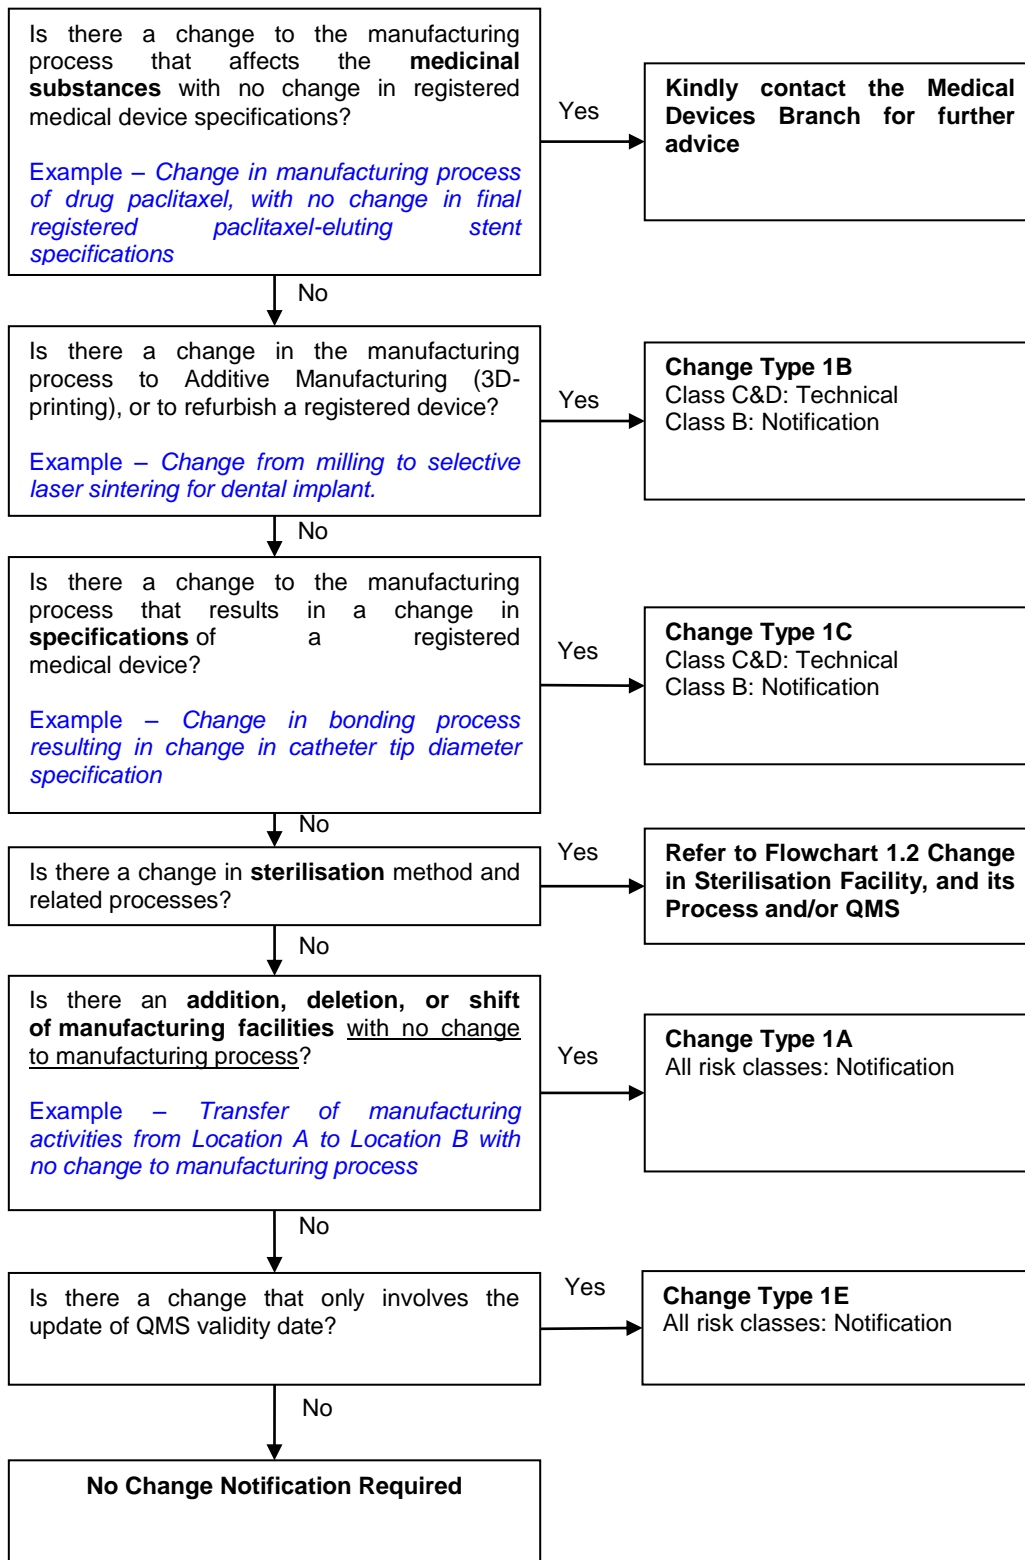 Is there a change to the manufacturing
process that affects the medicinal
substances with no change in registered
medical device specifications?
Example – Change in manufacturing process
of drug paclitaxel, with no change in final
registered paclitaxel-eluting stent
specifications
Yes
Kindly contact the Medical
Devices Branch for further
advice
No
Is there a change in the manufacturing
process to Additive Manufacturing (3D-
printing), or to refurbish a registered device?
Example – Change from milling to selective
laser sintering for dental implant.
Yes
Change Type 1B
Class C&D: Technical
Class B: Notification
No
Is there a change to the manufacturing
process that results in a change in
specifications of a registered
medical device?
Example – Change in bonding process
resulting in change in catheter tip diameter
specification
Yes
Change Type 1C
Class C&D: Technical
Class B: Notification
No
Is there a change in sterilisation method and
related processes?
Yes
Refer to Flowchart 1.2 Change
in Sterilisation Facility, and its
Process and/or QMS
No
Is there an addition, deletion, or shift
of manufacturing facilities with no change
to manufacturing process?
Example – Transfer of manufacturing
activities from Location A to Location B with
no change to manufacturing process
Yes
Change Type 1A
All risk classes: Notification
No
Is there a change that only involves the
update of QMS validity date?
Yes
Change Type 1E
All risk classes: Notification
No
No Change Notification Required